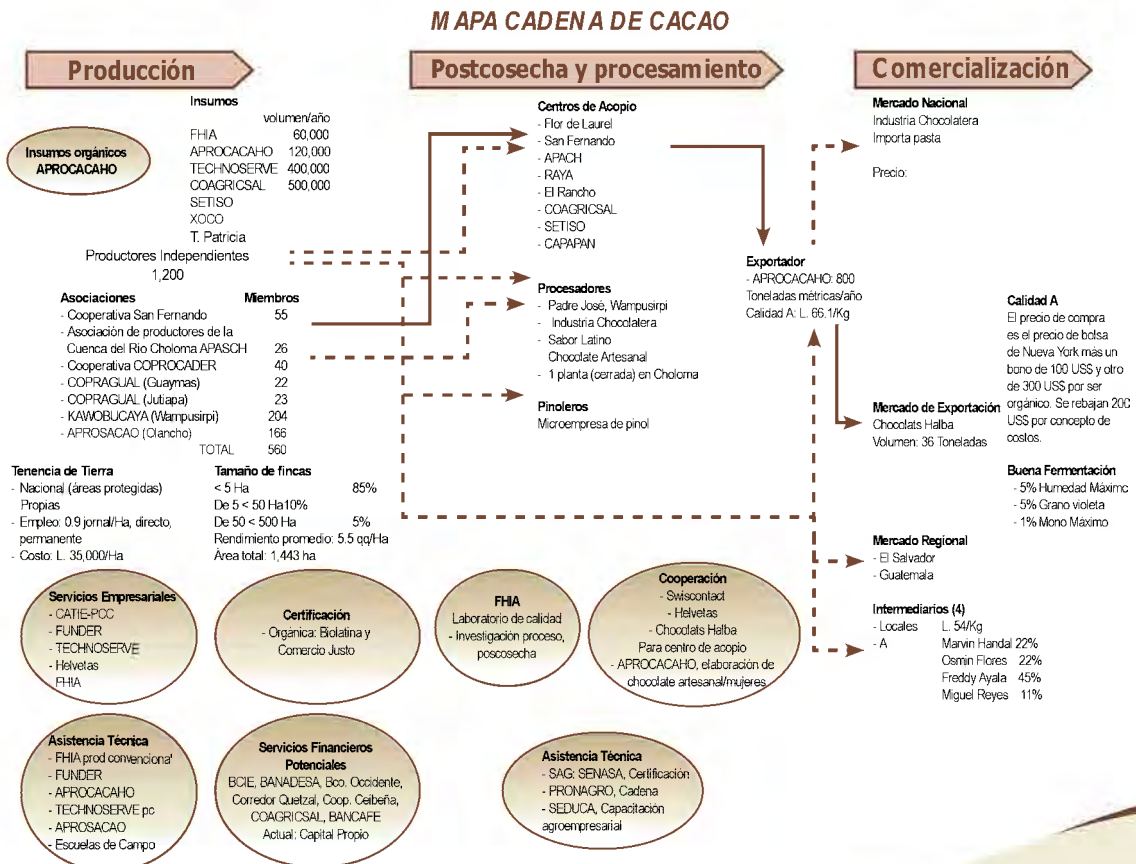 MAPA CADENA DE CACAO
Producción
Postcosecha y procesamiento
Comercialización
Insumos
volumen/año
FHIA 60,000
APROCACAHO 120,000
TECHNOSERVE 400,000
COAGRICSAL 500,000
SETISO
XOCO
T. Patricia
Insumos orgánicos
APROCACAHO
Productores Independientes
1,200
Asociaciones Miembros
- Cooperativa San Fernando 55
- Asociación de productores de la
Cuenca del Rio Choloma APASCH 26
- Cooperativa COPROCADER 40
- COPRAGUAL (Guaymas) 22
- COPRAGUAL (Jutiapa) 23
- KAWOBUCAYA (Wampusirpi) 204
- APROSACAO (Olancho) 166
TOTAL 560
Tenencia de Tierra
- Nacional (áreas protegidas)
Propias
- Empleo: 0.9 jornal/Ha, directo,
permanente
- Costo: L. 35,000/Ha
Tamaño de fincas
< 5 Ha 85%
De 5 < 50 Ha10%
De 50 < 500 Ha 5%
Rendimiento promedio: 5.5 qq/Ha
Área total: 1,443 ha
Centros de Acopio
- Flor de Laurel
- San Fernando
- APACH
- RAYA
- El Rancho
- COAGRICSAL
- SETISO
- CAPAPAN
Procesadores
- Padre José, Wampusirpi
- Industria Chocolatera
- Sabor Latino
Chocolate Artesanal
- 1 planta (cerrada) en Choloma
Pinoleros
Microempresa de pinol
Exportador
- APROCACAHO: 800
Toneladas métricas/año
Calidad A: L. 66.1/Kg
Mercado Nacional
Industria Chocolatera
Importa pasta
Precio:
Calidad A
El precio de compra
es el precio de bolsa
de Nueva York más un
bono de 100 US$ y otro
de 300 US$ por ser
orgánico. Se rebajan 200
US$ por concepto de
costos.
Mercado de Exportación
Chocolats Halba
Volumen: 36 Toneladas
Buena Fermentación
- 5% Humedad Máximo
- 5% Grano violeta
- 1% Mono Máximo
Mercado Regional
- El Salvador
- Guatemala
Intermediarios (4)
- Locales L. 54/Kg
- A Marvin Handal 22%
Osmin Flores 22%
Freddy Ayala 45%
Miguel Reyes 11%
Servicios Empresariales
- CATIE-PCC
- FUNDER
- TECHNOSERVE
- Helvetas
FHIA
Certificación
- Orgánica: Biolatina y
Comercio Justo
FHIA
Laboratorio de calidad
- Investigación proceso,
poscosecha
Cooperación
- Swiscontact
- Helvetas
- Chocolats Halba
Para centro de acopio
- APROCACAHO, elaboración de
chocolate artesanal/mujeres
Asistencia Técnica
- FHIA prod convencional
- FUNDER
- APROCACAHO
- TECHNOSERVE pc
- APROSACAO
- Escuelas de Campo
Servicios Financieros
Potenciales
BCIE, BANADESA, Bco. Occidente,
Corredor Quetzal, Coop. Ceibeña,
COAGRICSAL, BANCAFE
Actual: Capital Propio
Asistencia Técnica
- SAG: SENASA, Certificación
- PRONAGRO, Cadena
- SEDUCA, Capacitación
agroempresarial